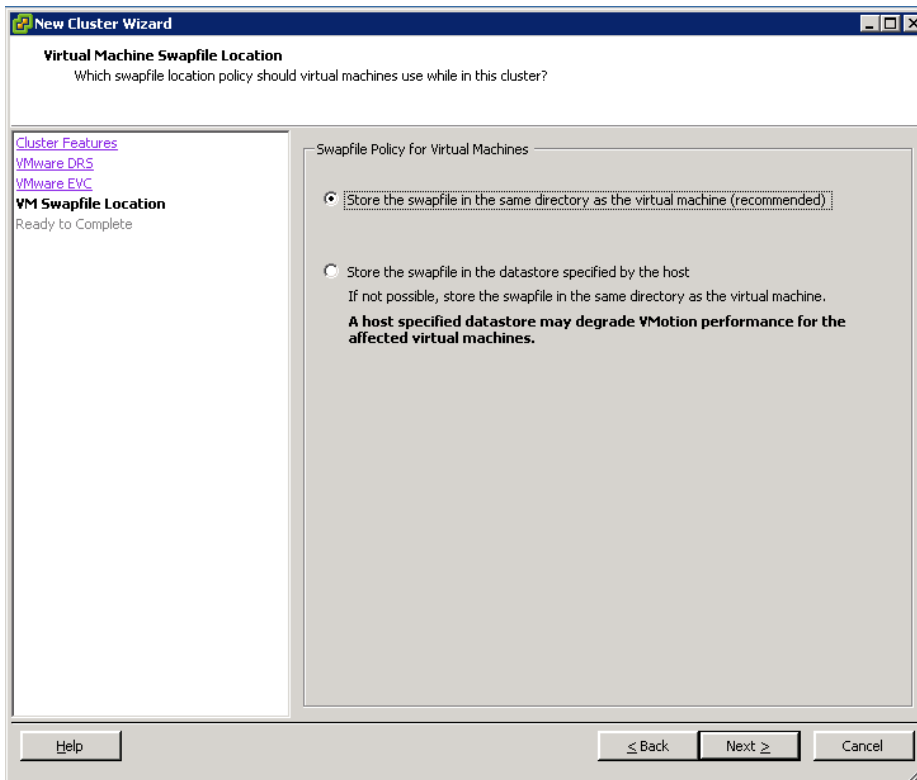 New Cluster Wizard
Virtual Machine Swapfile Location
Which swapfile location policy should virtual machines use while in this cluster?
Cluster Features
VMware DRS
VMware EVC
VM Swapfile Location
Ready to Complete
Swapfile Policy for Virtual Machines
Store the swapfile in the same directory as the virtual machine (recommended)
Store the swapfile in the datastore specified by the host
If not possible, store the swapfile in the same directory as the virtual machine.
A host specified datastore may degrade VMotion performance for the
affected virtual machines.
Help
< Back
Next >
Cancel